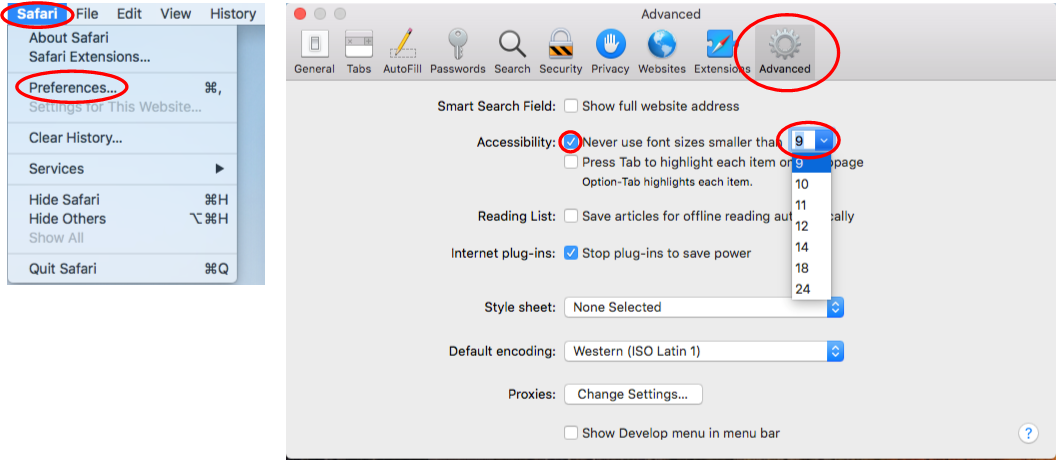 Safari File Edit View History
About Safari
Safari Extensions...
Preferences... ⌘,
Settings for This Website...
Clear History...
Services ▶
Hide Safari ⌘H
Hide Others ⌥⌘H
Show All
Quit Safari ⌘Q
Advanced
General Tabs AutoFill Passwords Search Security Privacy Websites Extensions Advanced
Smart Search Field: Show full website address
Accessibility: Never use font sizes smaller than 9
Press Tab to highlight each item on page
9
Option-Tab highlights each item.
10
11
Reading List: Save articles for offline reading automatically
12
14
Internet plug-ins: Stop plug-ins to save power
18
24
Style sheet: None Selected
Default encoding: Western (ISO Latin 1)
Proxies: Change Settings...
Show Develop menu in menu bar
?